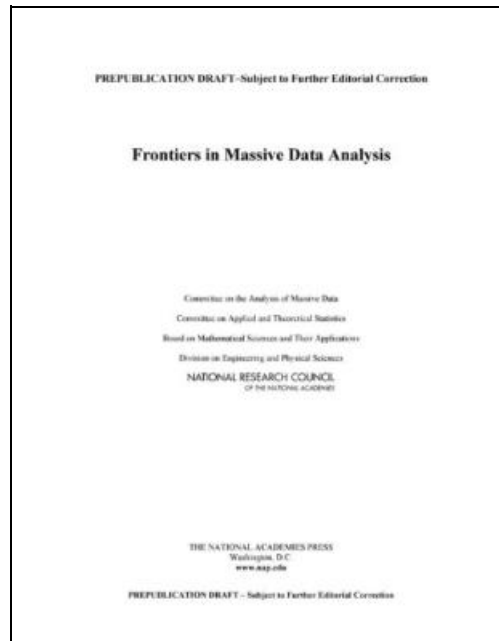 PREPUBLICATION DRAFT–Subject to Further Editorial Correction
Frontiers in Massive Data Analysis
Committee on the Analysis of Massive Data
Committee on Applied and Theoretical Statistics
Board on Mathematical Sciences and Their Applications
Division on Engineering and Physical Sciences
NATIONAL RESEARCH COUNCIL
OF THE NATIONAL ACADEMIES
THE NATIONAL ACADEMIES PRESS
Washington, D.C.
www.nap.edu
PREPUBLICATION DRAFT – Subject to Further Editorial Correction